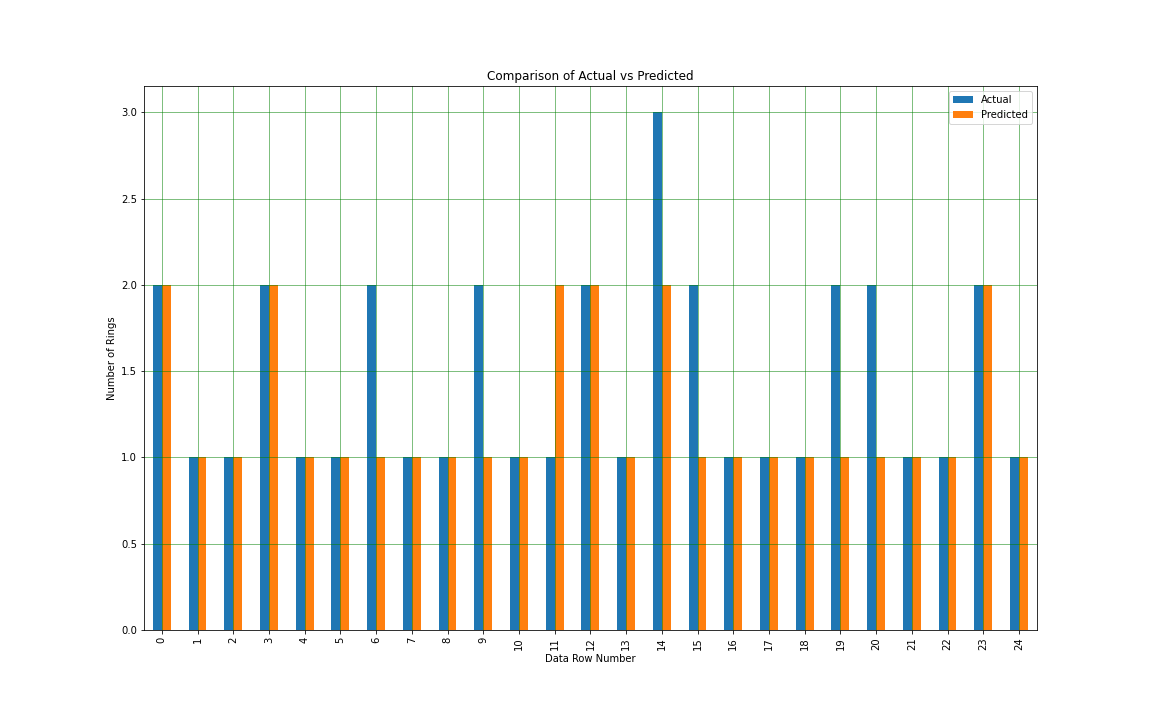 Comparison of Actual vs Predicted
Actual
Predicted
3.0
2.5
2.0
1.5
1.0
0.5
0.0
Number of Rings
0 1 2 3 4 5 6 7 8 9 10 11 12 13 14 15 16 17 18 19 20 21 22 23 24
Data Row Number